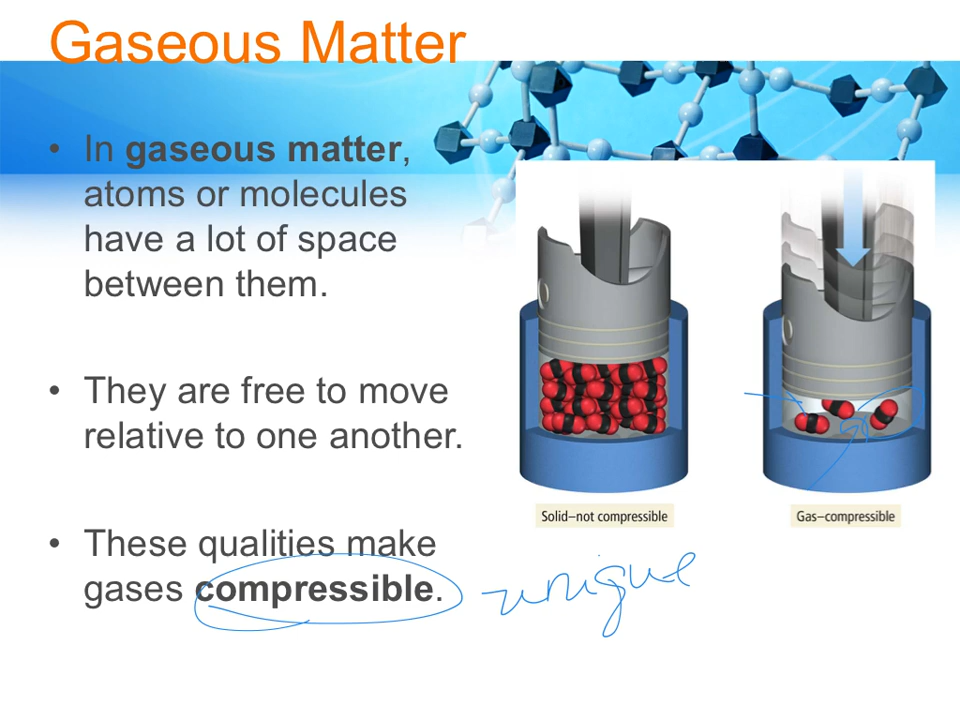 Gaseous Matter
• In gaseous matter,
atoms or molecules
have a lot of space
between them.
• They are free to move
relative to one another.
• These qualities make
gases compressible.
unique
Solid–not compressible
Gas–compressible